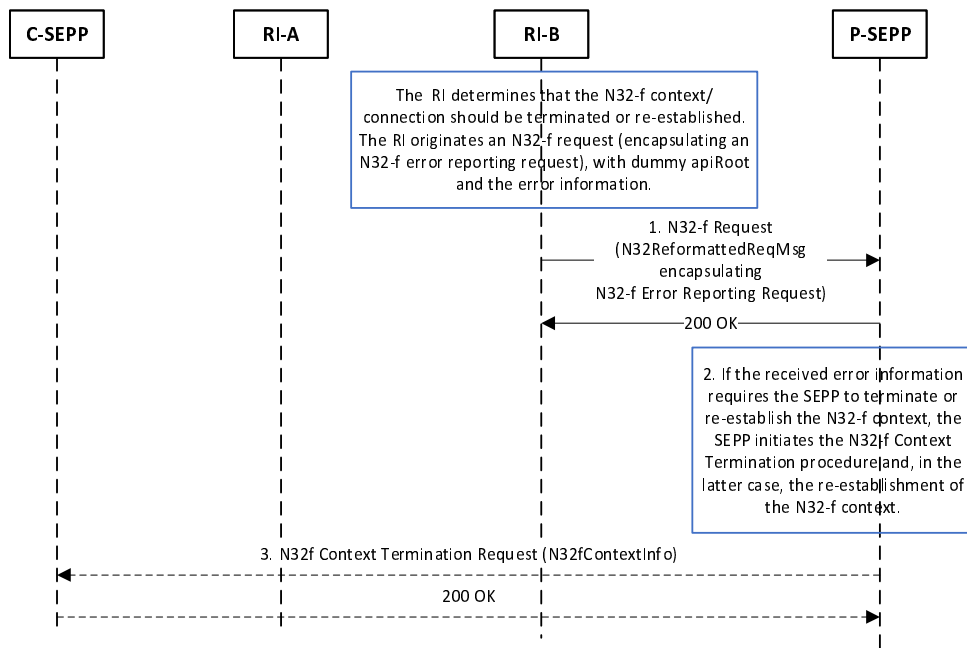 C-SEPP
RI-A
RI-B
P-SEPP
The RI determines that the N32-f context/
connection should be terminated or re-established.
The RI originates an N32-f request (encapsulating an
N32-f error reporting request), with dummy apiRoot
and the error information.
1. N32-f Request
(N32ReformattedReqMsg
encapsulating
N32-f Error Reporting Request)
200 OK
2. If the received error information
requires the SEPP to terminate or
re-establish the N32-f context, the
SEPP initiates the N32-f Context
Termination procedure and, in the
latter case, the re-establishment of
the N32-f context.
3. N32f Context Termination Request (N32fContextInfo)
200 OK